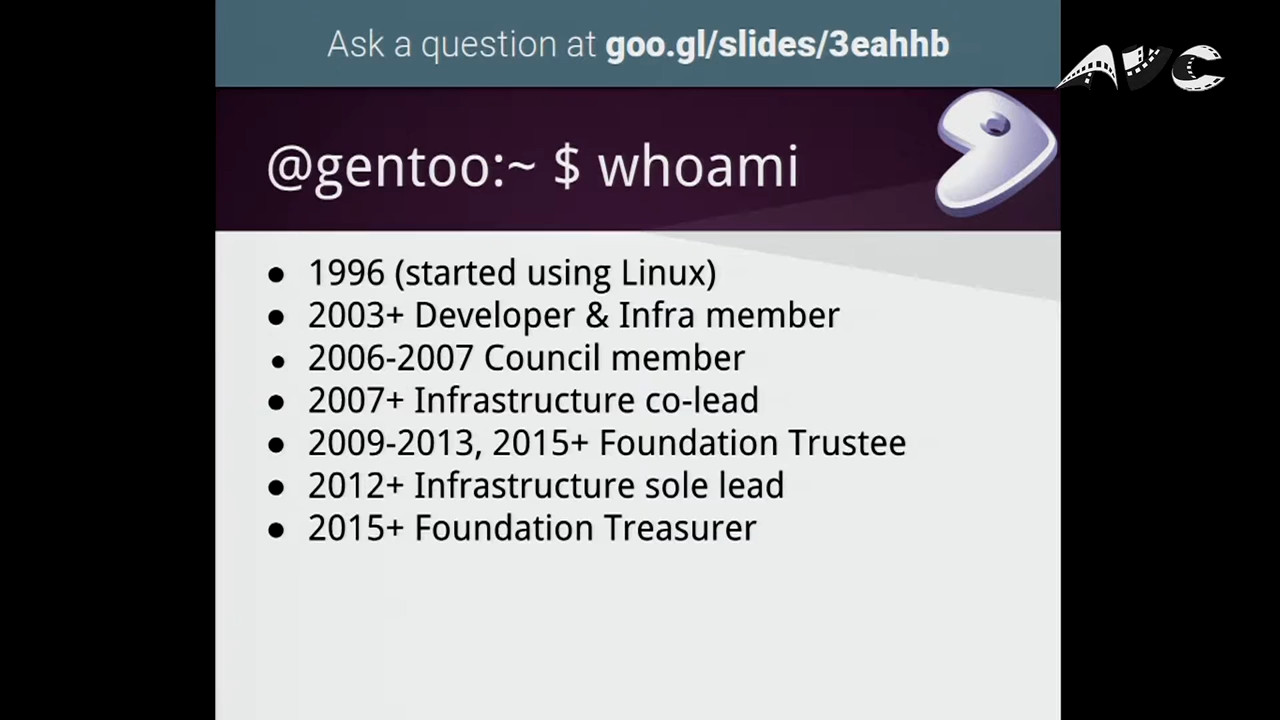 Ask a question at goo.gl/slides/3eahhb
AVC
@gentoo:~ $ whoami
● 1996 (started using Linux)
● 2003+ Developer & Infra member
● 2006-2007 Council member
● 2007+ Infrastructure co-lead
● 2009-2013, 2015+ Foundation Trustee
● 2012+ Infrastructure sole lead
● 2015+ Foundation Treasurer